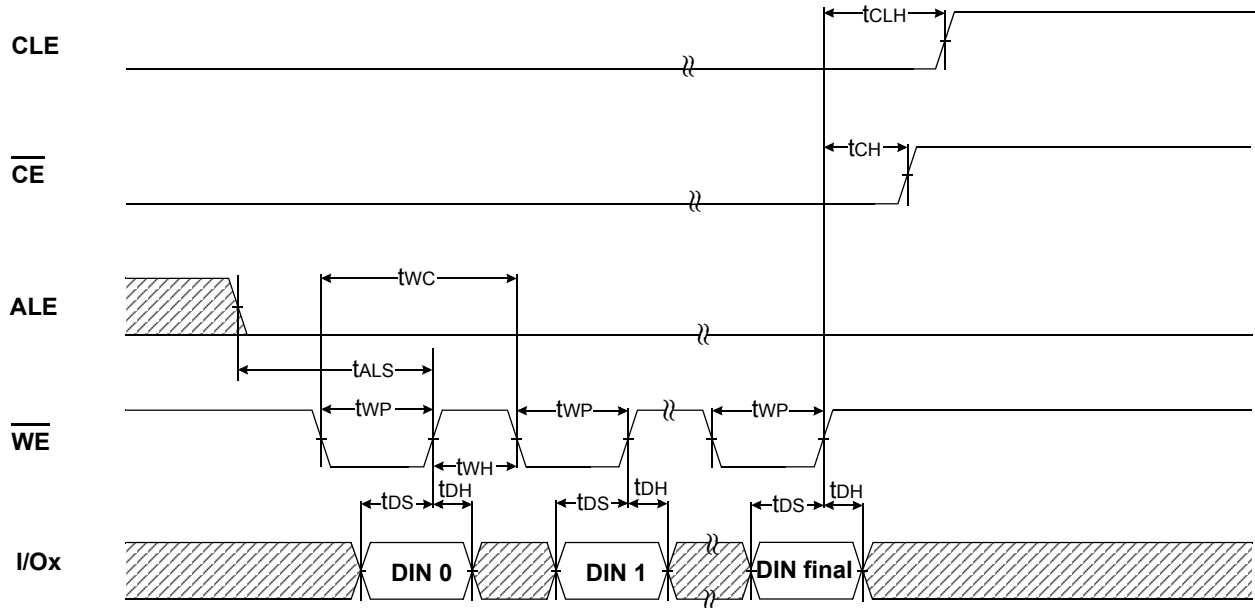 tCLH
CLE
tCH
CE
tWC
ALE
tALS
tWP
tWP
tWP
WE
tWH
tDS
tDH
tDS
tDH
tDS
tDH
I/Ox
DIN 0
DIN 1
DIN final